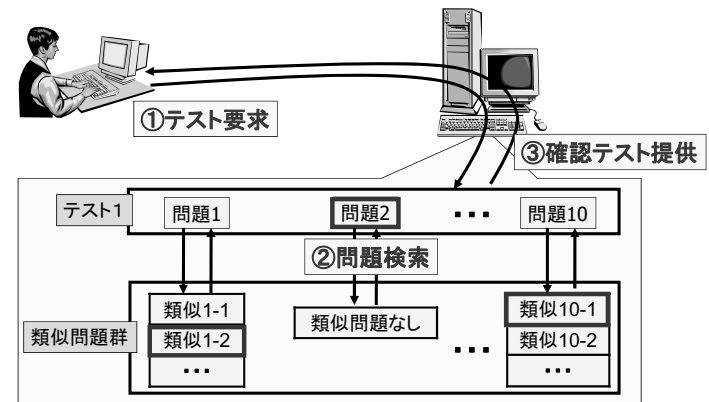 ①テスト要求
③確認テスト提供
テスト1
問題1
問題2
・・・
問題10
②問題検索
類似問題群
類似1-1
類似1-2
・・・
類似問題なし
・・・
類似10-1
類似10-2
・・・